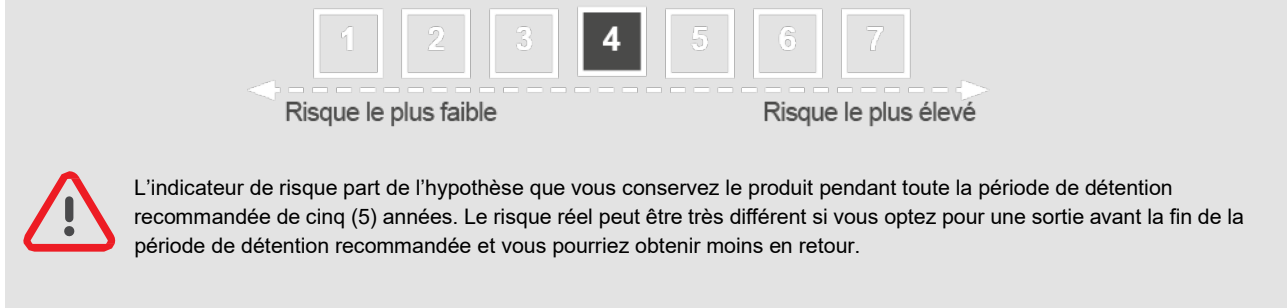 1 2 3 4 5 6 7
Risque le plus faible Risque le plus élevé
L'indicateur de risque part de l'hypothèse que vous conservez le produit pendant toute la période de détention
recommandée de cinq (5) années. Le risque réel peut être très différent si vous optez pour une sortie avant la fin de la
période de détention recommandée et vous pourriez obtenir moins en retour.